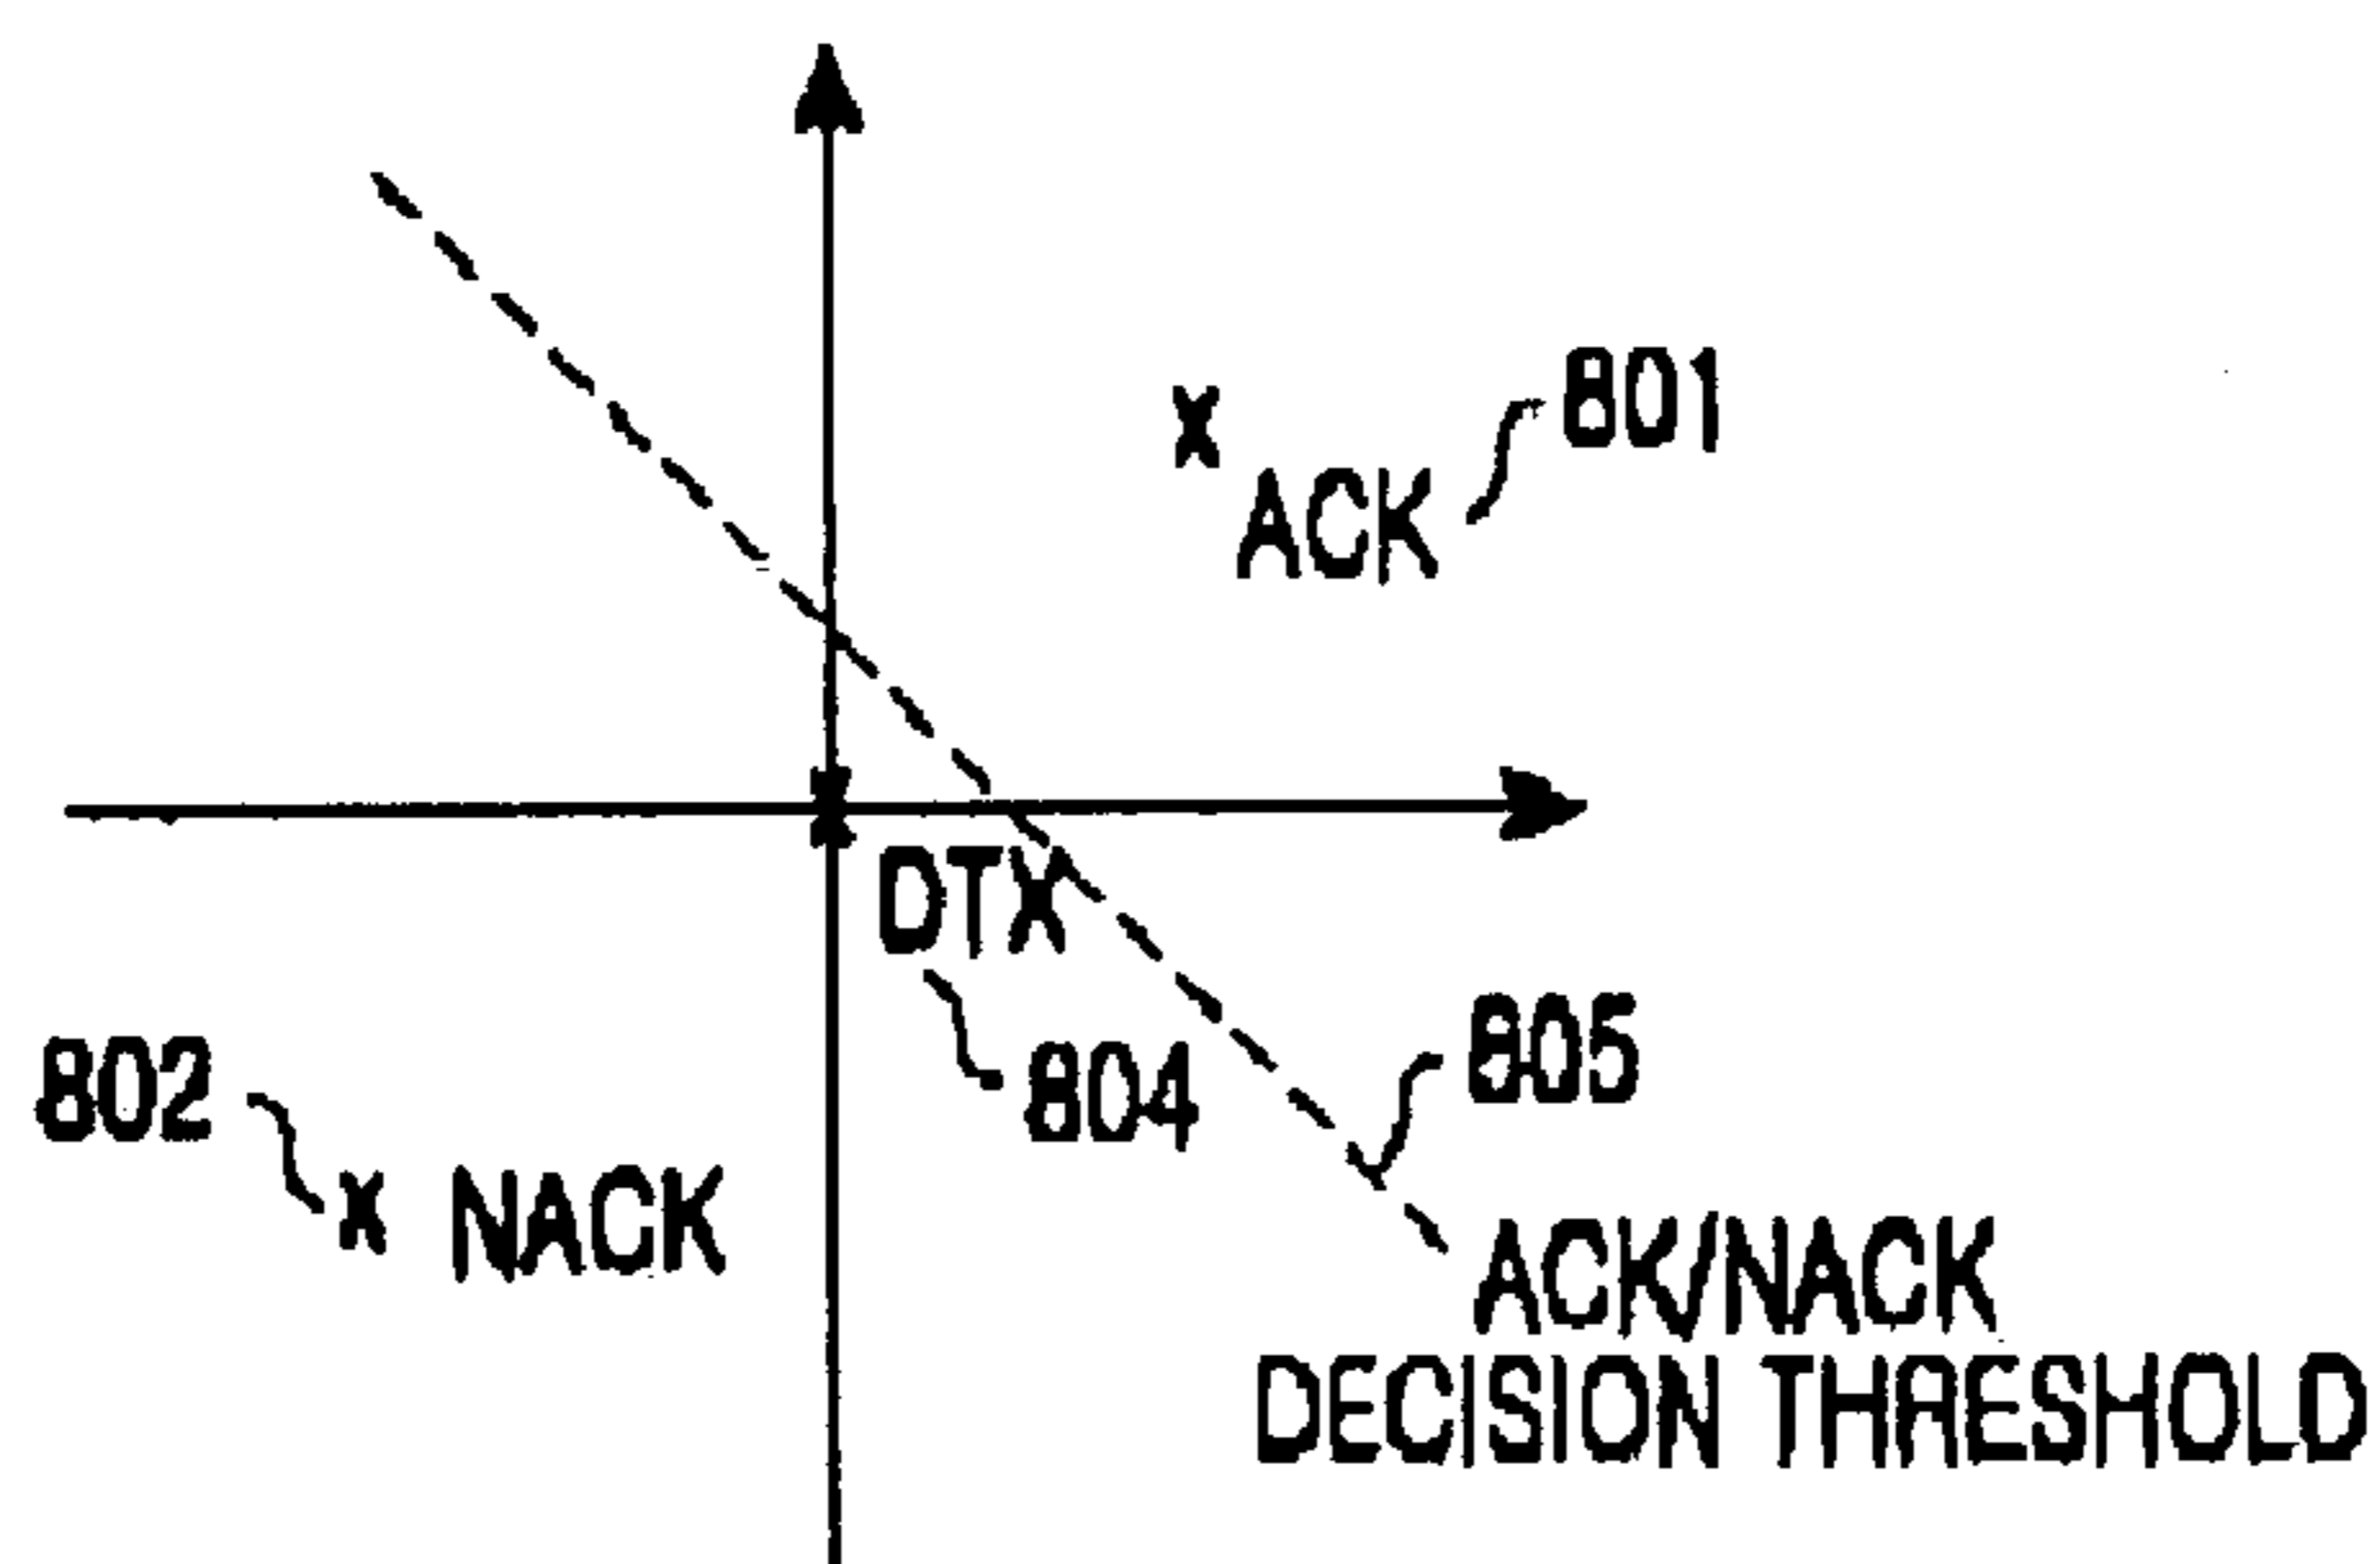 801
ACK
DTX
804
805
802
NACK
ACK/NACK
DECISION THRESHOLD